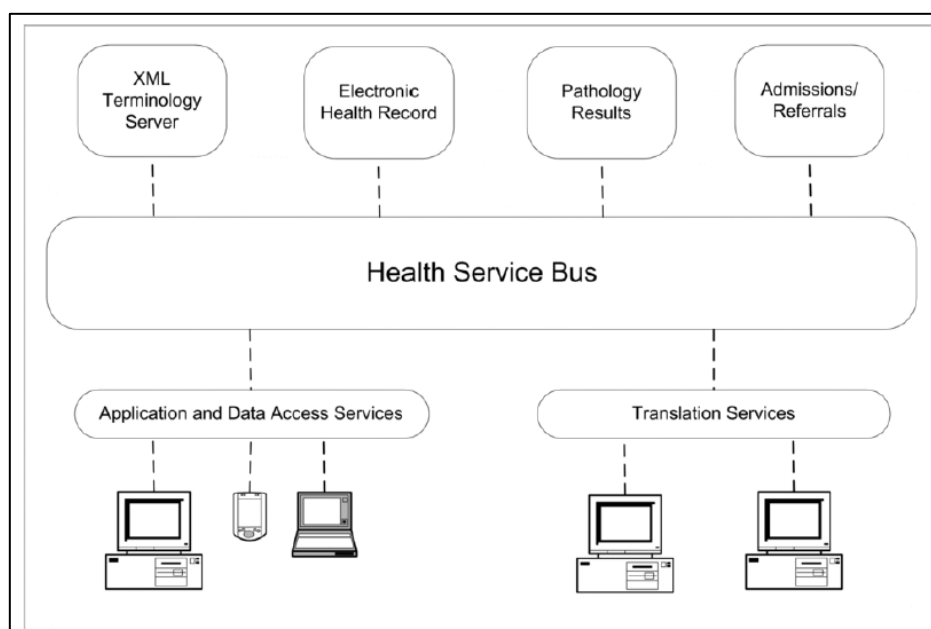 XML
Terminology
Server
Electronic
Health Record
Pathology
Results
Admissions/
Referrals
Health Service Bus
Application and Data Access Services
Translation Services